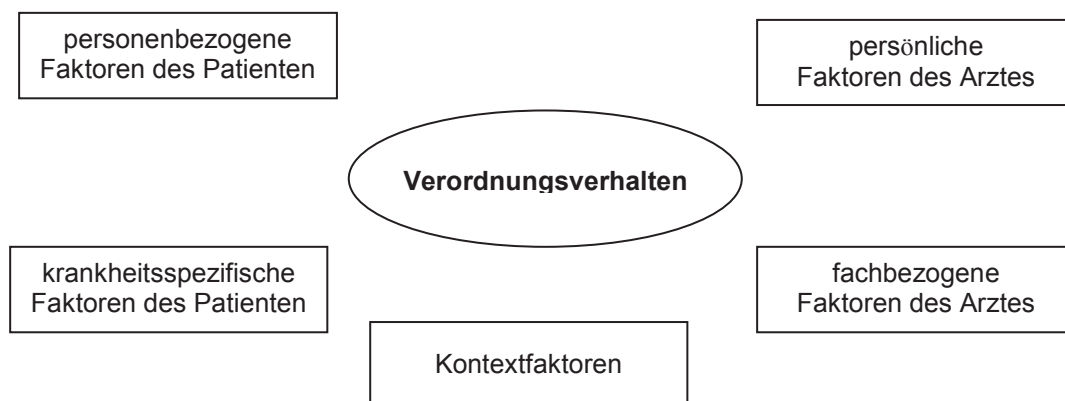 personenbezogene
Faktoren des Patienten
persönliche
Faktoren des Arztes
Verordnungsverhalten
krankheitsspezifische
Faktoren des Patienten
fachbezogene
Faktoren des Arztes
Kontextfaktoren